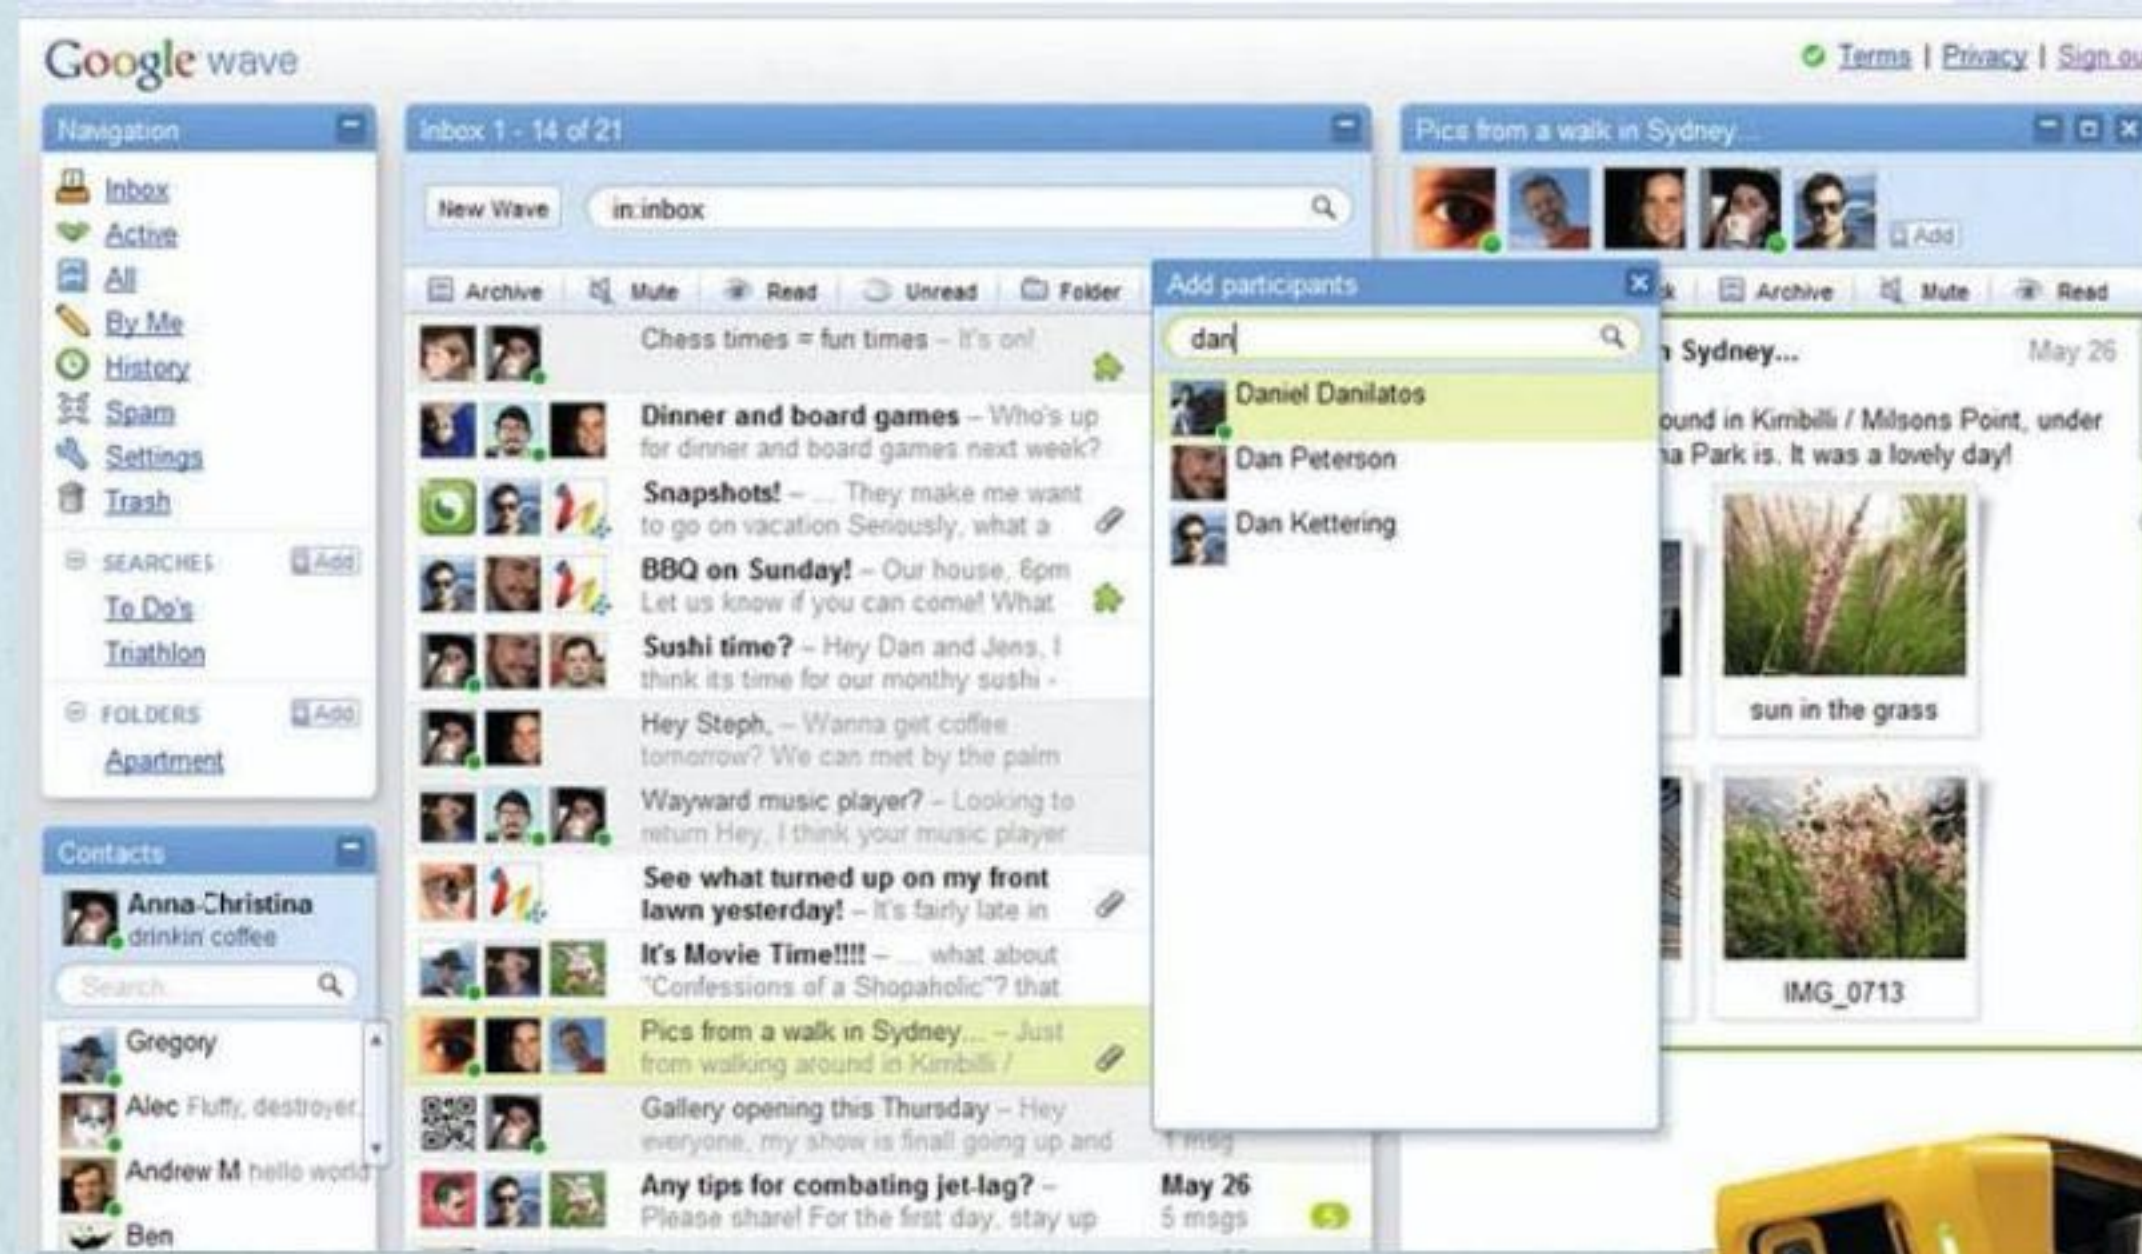 Google wave
Terms | Privacy | Sign ou
Navigation
Inbox
Active
All
By Me
History
Spam
Settings
Trash
SEARCHES Add
To Do's
Triathlon
FOLDERS Add
Apartment
Contacts
Anna-Christina
drinkin' coffee
Search...
Gregory
Alec Fluffy, destroyer
Andrew M hello world
Ben
Inbox 1 - 14 of 21
New Wave in:inbox
Archive Mute Read Unread Folder
Chess times = fun times – It's on!
Dinner and board games – Who's up
for dinner and board games next week?
Snapshots! – ... They make me want
to go on vacation Seriously, what a
BBQ on Sunday! – Our house, 6pm
Let us know if you can come! What
Sushi time? – Hey Dan and Jens, I
think its time for our monthy sushi -
Hey Steph, – Wanna get coffee
tomorrow? We can met by the palm
Wayward music player? – Looking to
return Hey, I think your music player
See what turned up on my front
lawn yesterday! – It's fairly late in
It's Movie Time!!!! – ... what about
"Confessions of a Shopaholic"? that
Pics from a walk in Sydney... – Just
from walking around in Kirribilli /
Gallery opening this Thursday – Hey
everyone, my show is finall going up and
1 msg
Any tips for combating jet-lag? –
Please share! For the first day, stay up
May 26
5 msgs
5
Add participants
dan
Daniel Danilatos
Dan Peterson
Dan Kettering
Pics from a walk in Sydney...
Add
Archive Mute Read
Sydney... May 26
ound in Kirribilli / Milsons Point, under
a Park is. It was a lovely day!
sun in the grass
IMG_0713